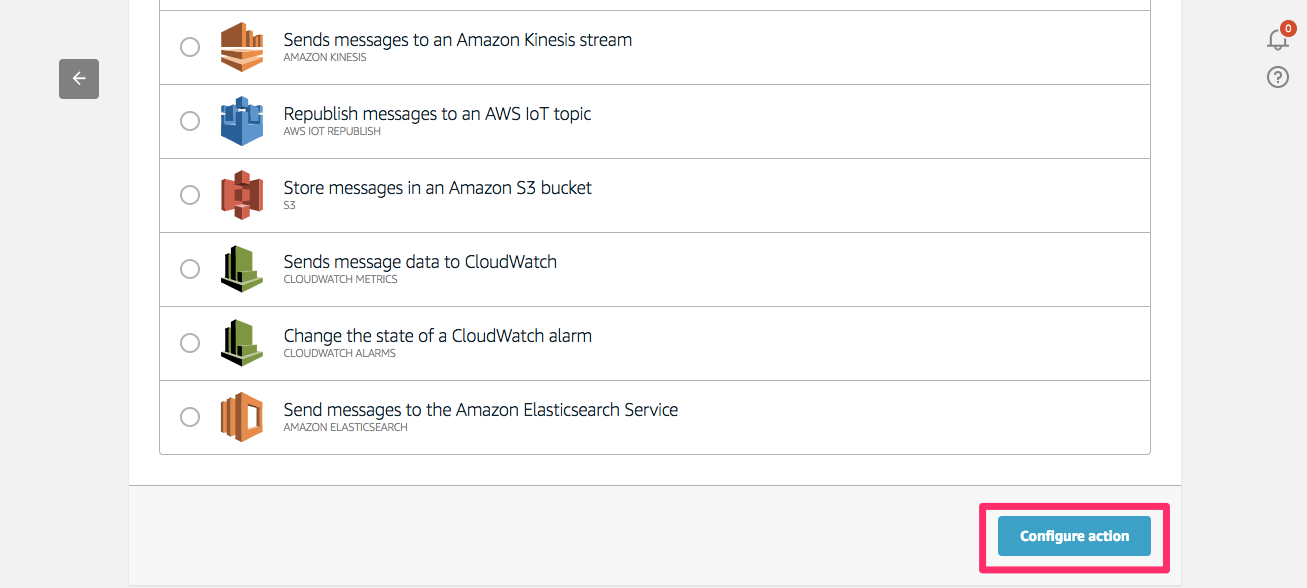 0
Sends messages to an Amazon Kinesis stream
AMAZON KINESIS
Republish messages to an AWS IoT topic
AWS IOT REPUBLISH
Store messages in an Amazon S3 bucket
S3
Sends message data to CloudWatch
CLOUDWATCH METRICS
Change the state of a CloudWatch alarm
CLOUDWATCH ALARMS
Send messages to the Amazon Elasticsearch Service
AMAZON ELASTICSEARCH
Configure action